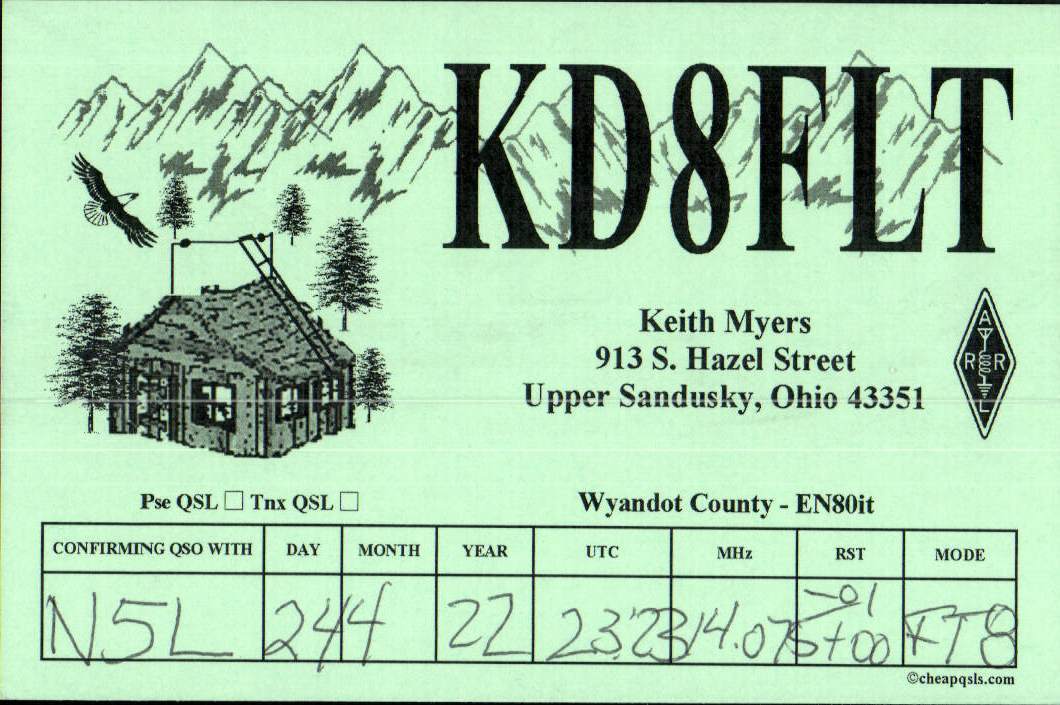 KD8FLT
Keith Myers
913 S. Hazel Street
Upper Sandusky, Ohio 43351
A
R R
L
Pse QSL □ Tnx QSL □
Wyandot County - EN80it
CONFIRMING QSO WITH DAY MONTH YEAR UTC MHz RST MODE
N5L 24 4 22 23:23 14.075 -01 +00 FT8
©cheapqsls.com